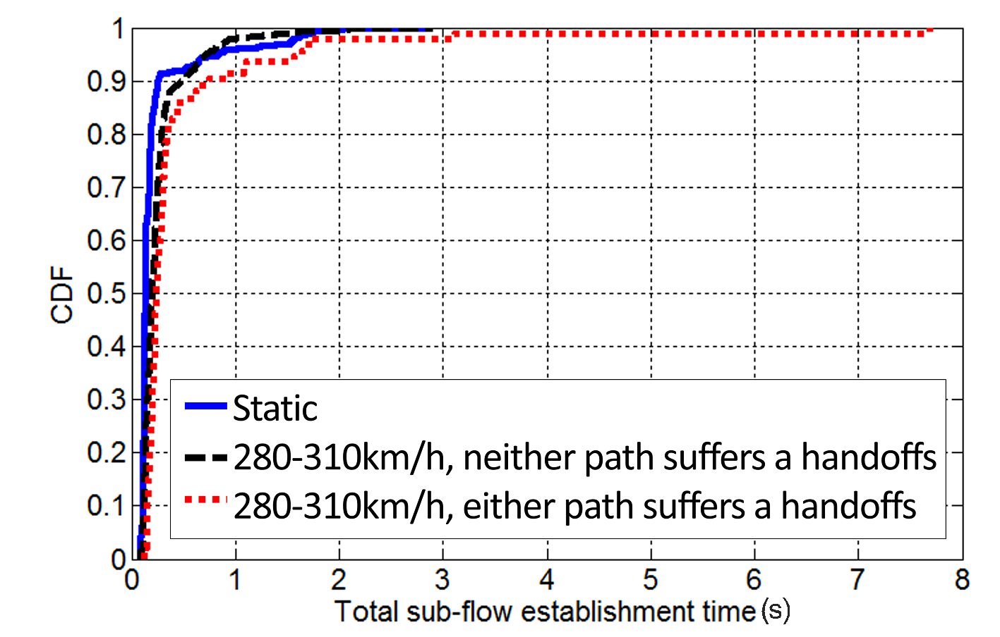 1
0.9
0.8
0.7
0.6
0.5
0.4
0.3
0.2
0.1
0
CDF
Static
280-310km/h, neither path suffers a handoffs
280-310km/h, either path suffers a handoffs
0 1 2 3 4 5 6 7 8
Total sub-flow establishment time (s)